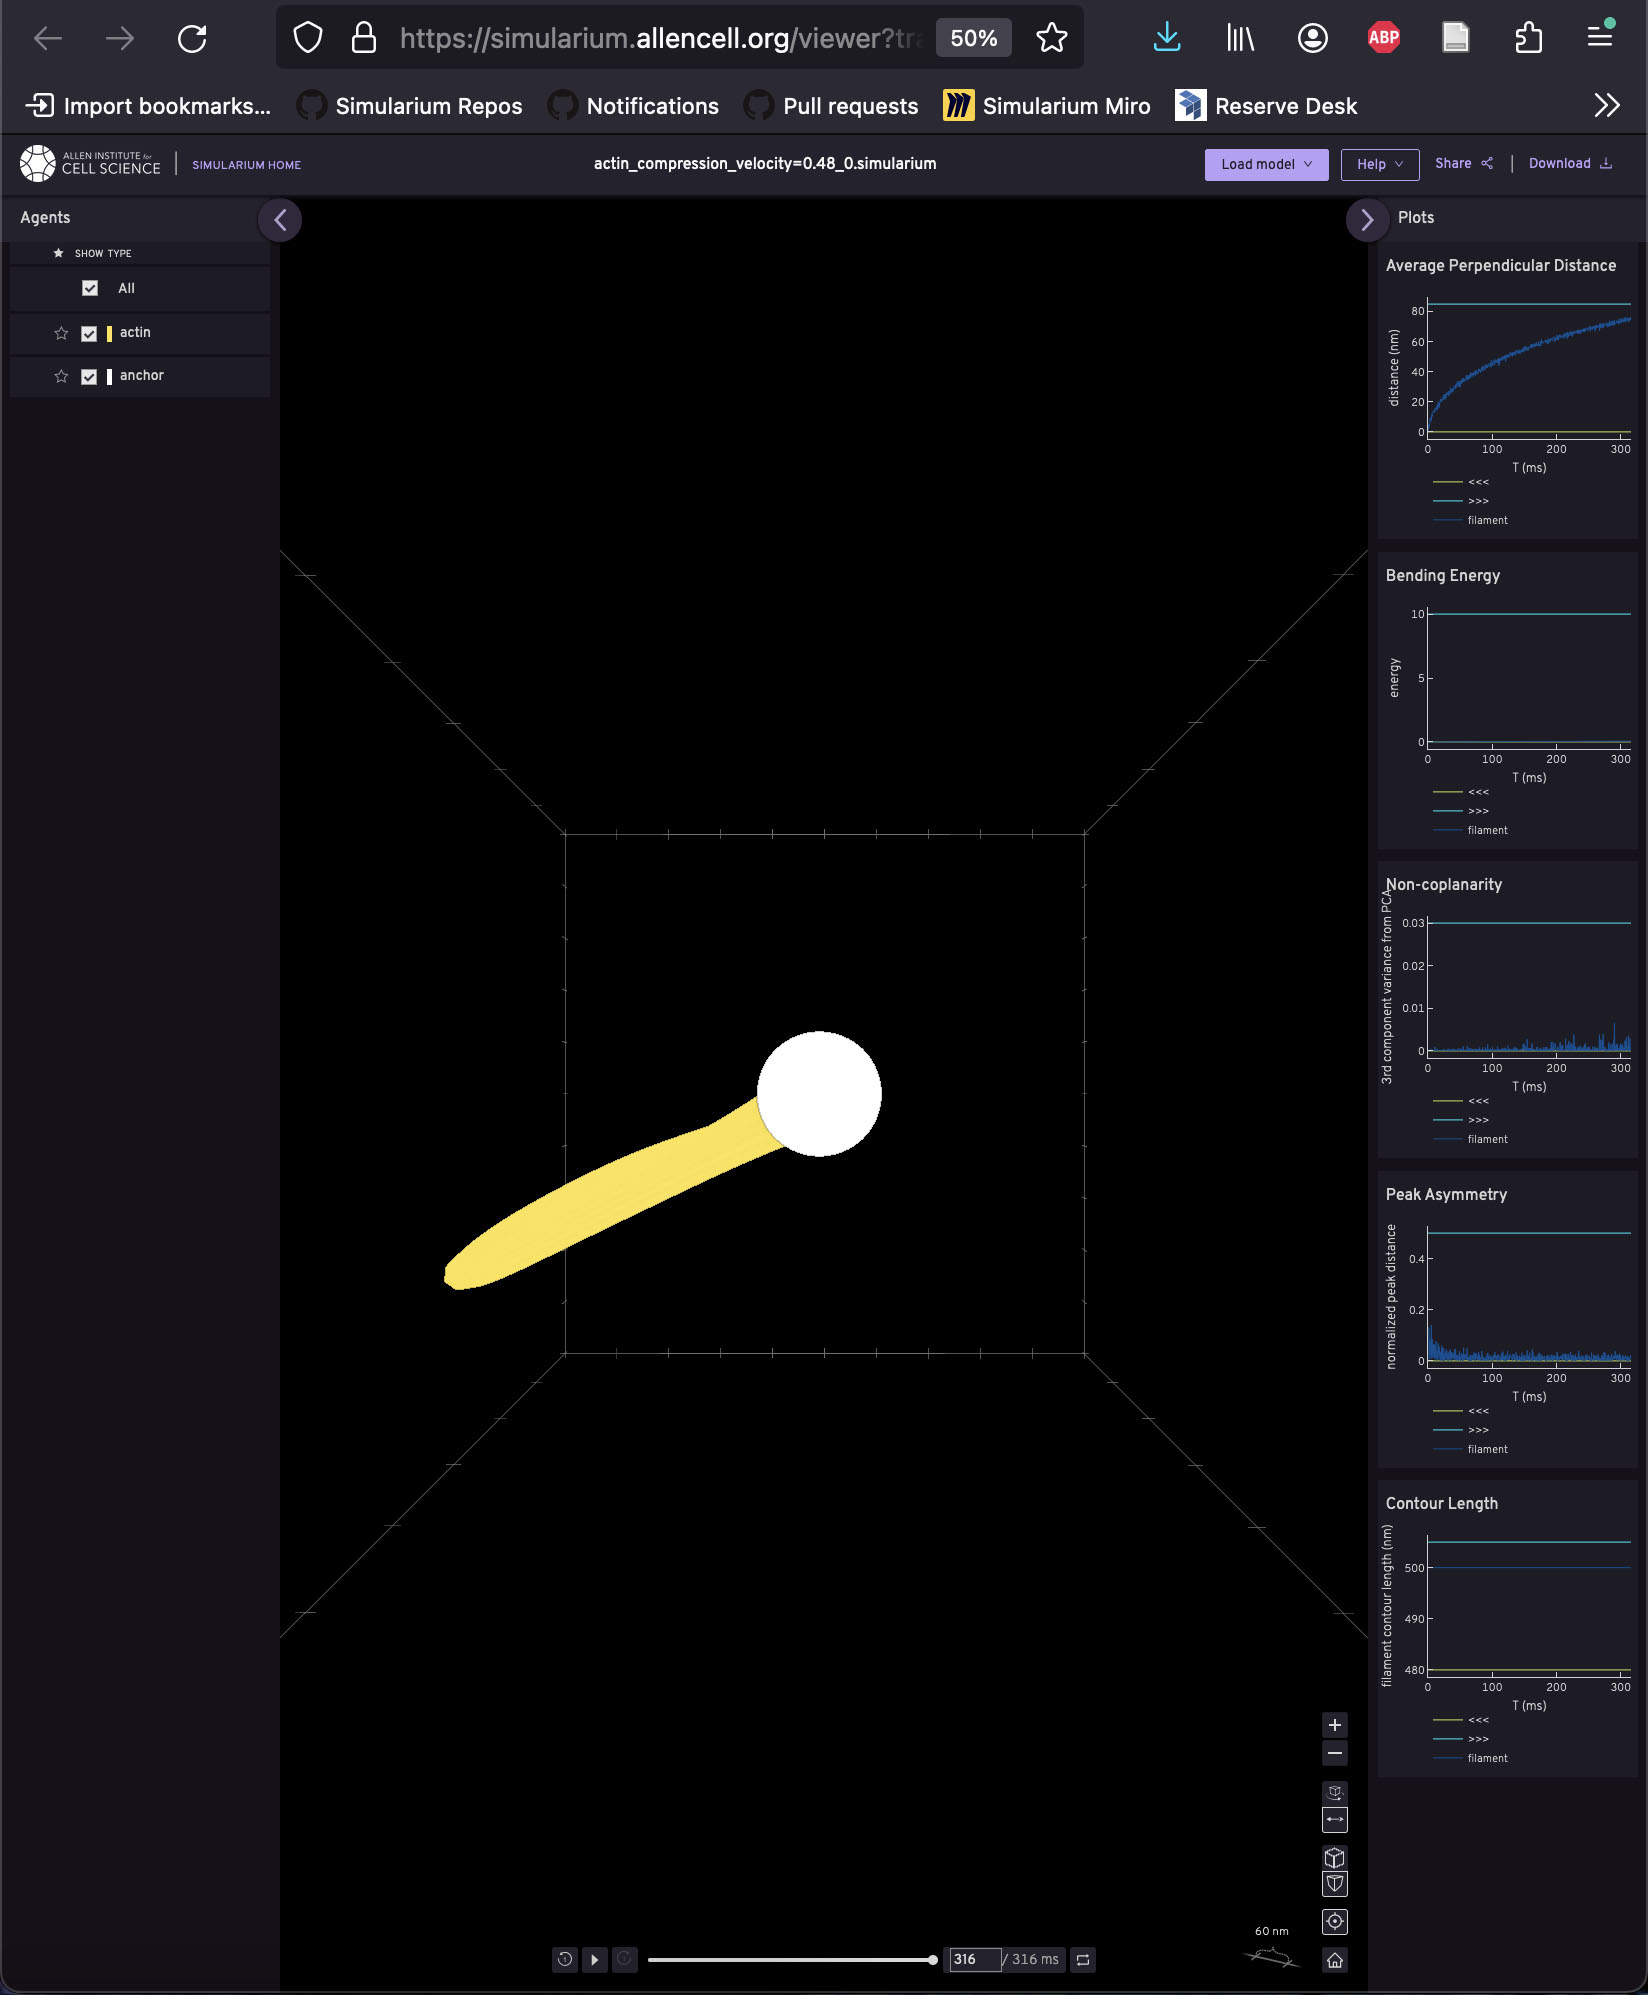 https://simularium.allencell.org/viewer?tra
50%
ABP
Import bookmarks...
Simularium Repos
Notifications
Pull requests
Simularium Miro
Reserve Desk
ALLEN INSTITUTE for
CELL SCIENCE
SIMULARIUM HOME
actin_compression_velocity=0.48_0.simularium
Load model
Help
Share
Download
Agents
SHOW TYPE
All
actin
anchor
Plots
Average Perpendicular Distance
distance (nm)
80
60
40
20
0
0 100 200 300
T (ms)
<<<
>>>
filament
Bending Energy
energy
10
5
0
0 100 200 300
T (ms)
<<<
>>>
filament
Non-coplanarity
3rd component variance from PCA
0.03
0.02
0.01
0
0 100 200 300
T (ms)
<<<
>>>
filament
Peak Asymmetry
normalized peak distance
0.4
0.2
0
0 100 200 300
T (ms)
<<<
>>>
filament
Contour Length
filament contour length (nm)
500
490
480
0 100 200 300
T (ms)
<<<
>>>
filament
60 nm
316 / 316 ms